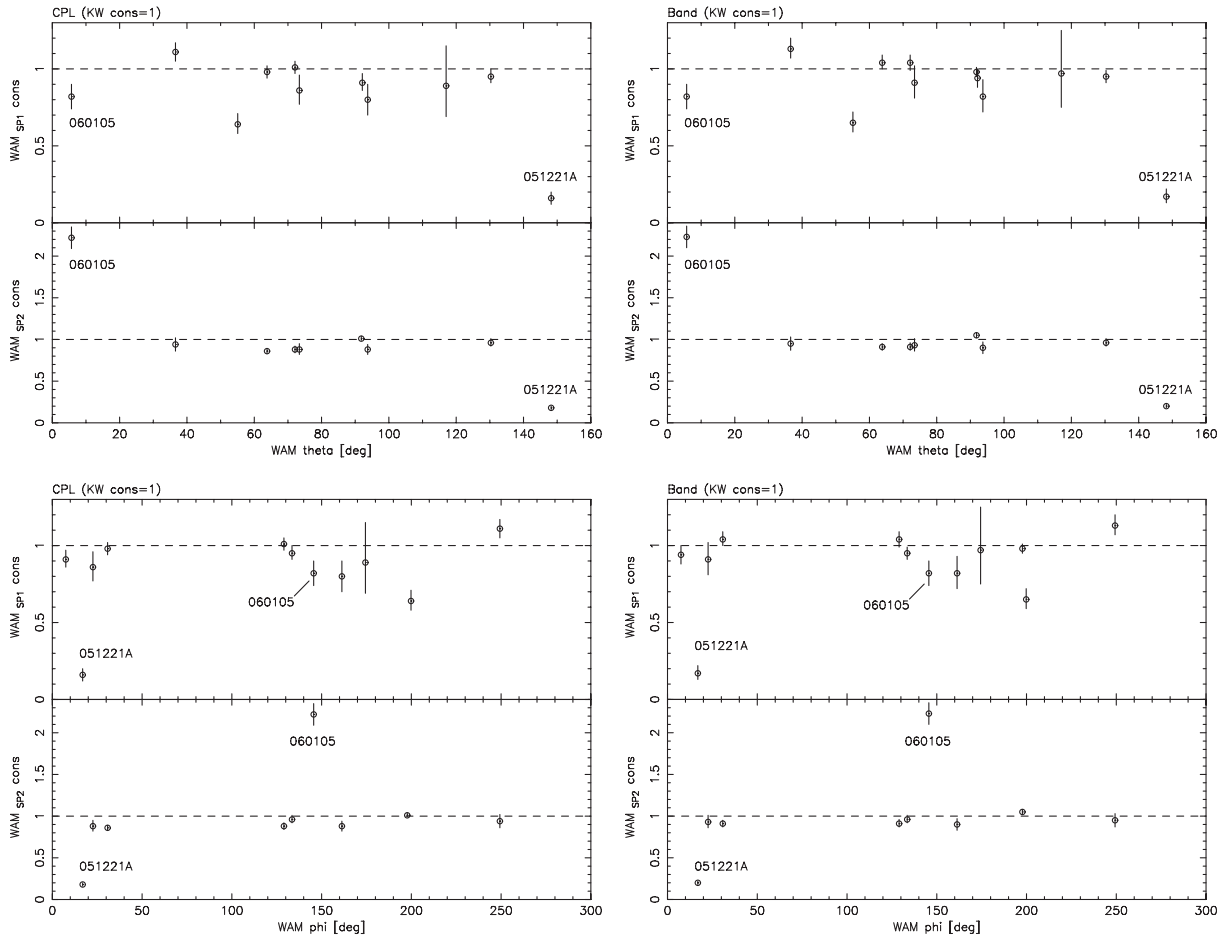 CPL (KW cons=1)
WAM SP1 cons
1
0.5
0
060105
051221A
WAM SP2 cons
2
1.5
1
0.5
0
060105
051221A
0 20 40 60 80 100 120 140 160
WAM theta [deg]
Band (KW cons=1)
WAM SP1 cons
1
0.5
0
060105
051221A
WAM SP2 cons
2
1.5
1
0.5
0
060105
051221A
0 20 40 60 80 100 120 140 160
WAM theta [deg]
CPL (KW cons=1)
WAM SP1 cons
1
0.5
0
060105
051221A
WAM SP2 cons
2
1.5
1
0.5
0
060105
051221A
0 50 100 150 200 250 300
WAM phi [deg]
Band (KW cons=1)
WAM SP1 cons
1
0.5
0
060105
051221A
WAM SP2 cons
2
1.5
1
0.5
0
060105
051221A
0 50 100 150 200 250 300
WAM phi [deg]